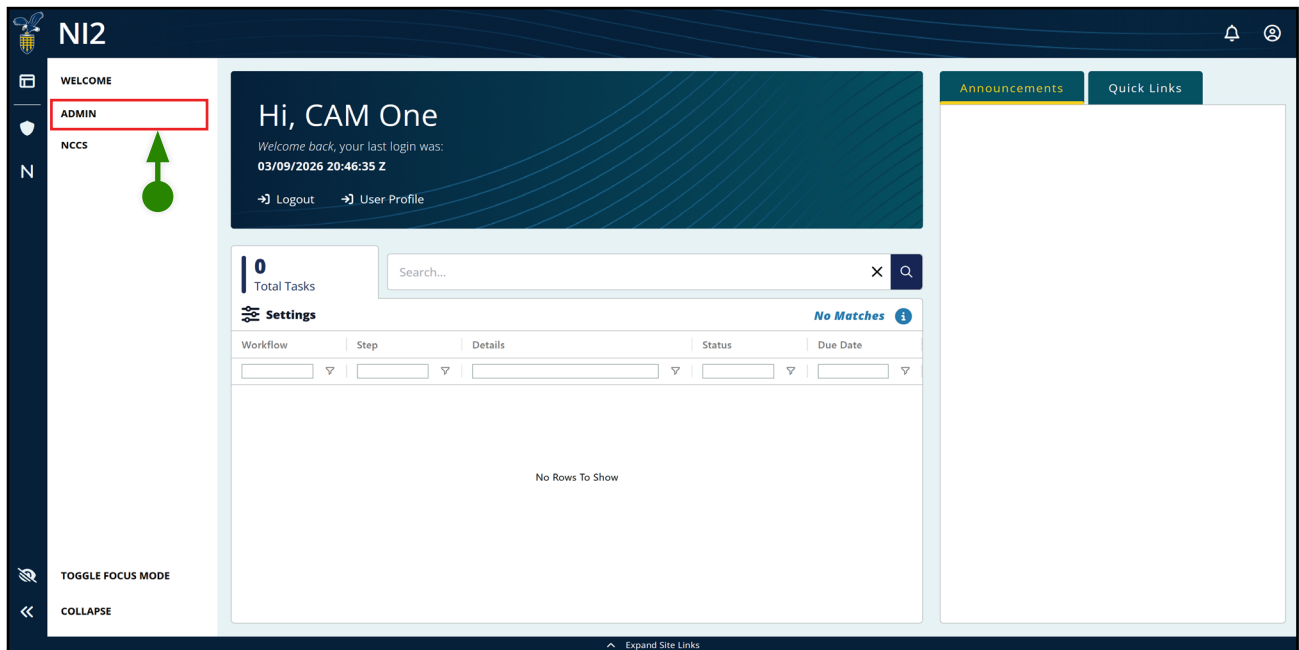 NI2
WELCOME
ADMIN
NCCS
N
TOGGLE FOCUS MODE
COLLAPSE
Hi, CAM One
Welcome back, your last login was:
03/09/2026 20:46:35 Z
Logout User Profile
0
Total Tasks
Search...
Settings
No Matches
Workflow Step Details Status Due Date
No Rows To Show
Announcements Quick Links
Expand Site Links